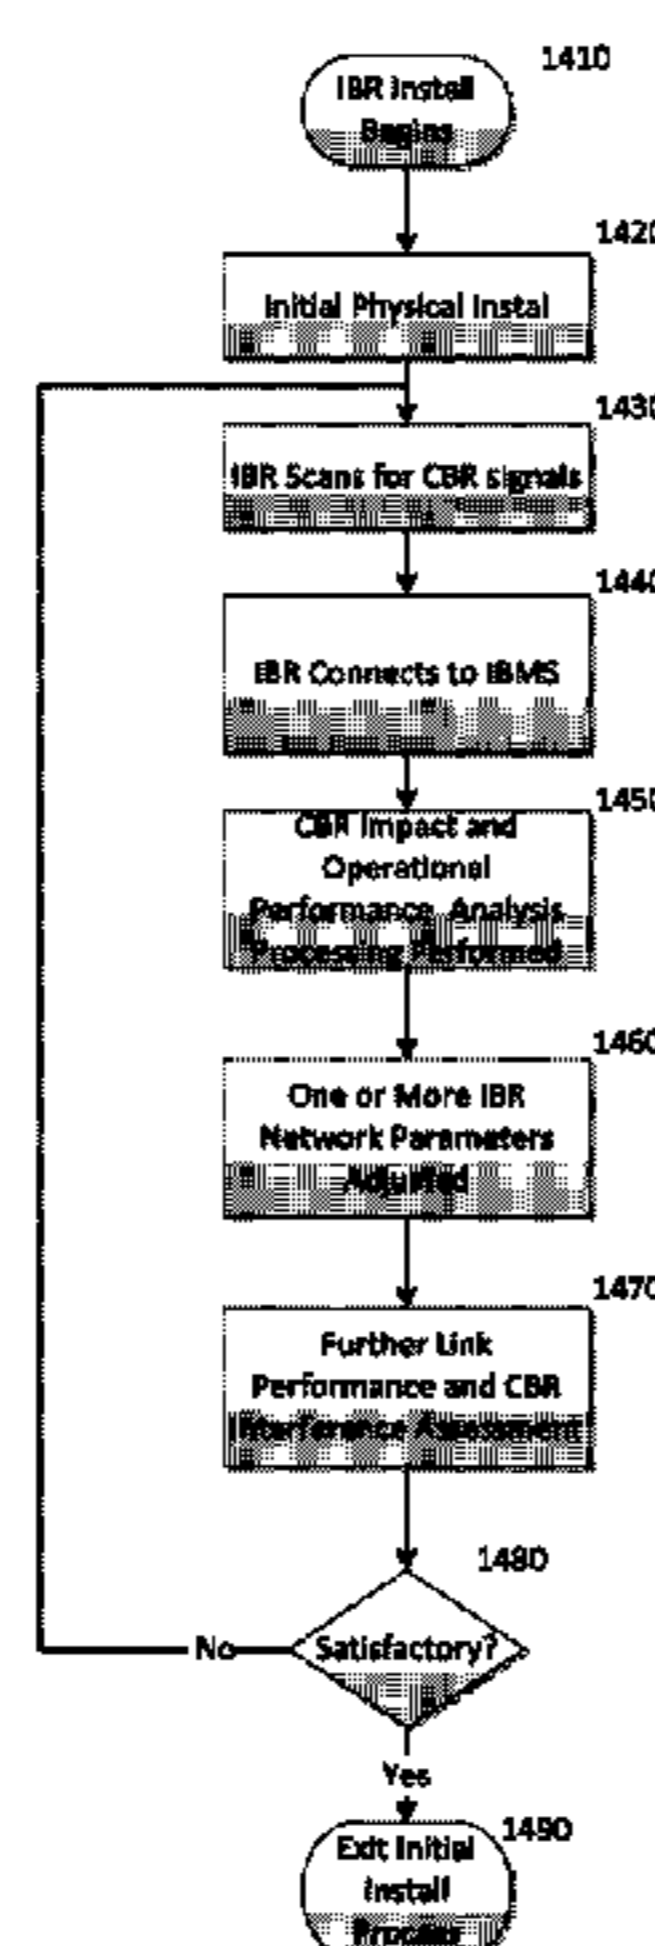 1410
IBR Install
Begins
1420
Initial Physical Instal
1430
IBR Scans for CBR signals
1440
IBR Connects to IBMS
1450
CBR Impact and
Operational
Performance Analysis
Processing Performed
1460
One or More IBR
Network Parameters
Adjusted
1470
Further Link
Performance and CBR
Interference Assessment
1480
No
Satisfactory?
Yes
1490
Exit Initial
Install
Process